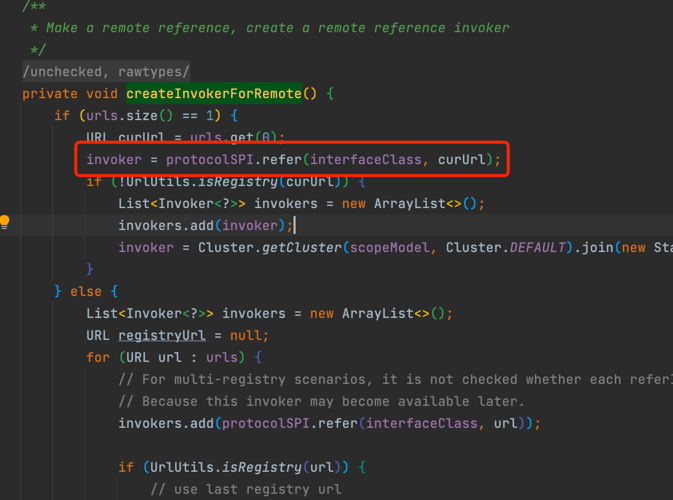 /**
* Make a remote reference, create a remote reference invoker
*/
/unchecked, rawtypes/
private void createInvokerForRemote() {
if (urls.size() == 1) {
URL curUrl = urls.get(0);
invoker = protocolSPI.refer(interfaceClass, curUrl);
if (!UrlUtils.isRegistry(curUrl)) {
List<Invoker<?>> invokers = new ArrayList<>();
invokers.add(invoker);
invoker = Cluster.getCluster(scopeModel, Cluster.DEFAULT).join(new Sta
}
} else {
List<Invoker<?>> invokers = new ArrayList<>();
URL registryUrl = null;
for (URL url : urls) {
// For multi-registry scenarios, it is not checked whether each referI
// Because this invoker may become available later.
invokers.add(protocolSPI.refer(interfaceClass, url));
if (UrlUtils.isRegistry(url)) {
// use last registry url